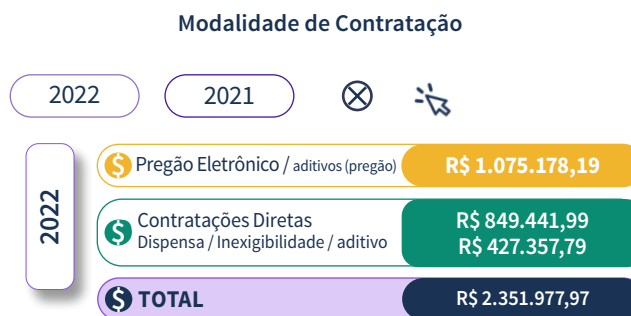 Modalidade de Contratação
2022
2021
2022
$ Pregão Eletrônico / aditivos (pregão) R$ 1.075.178,19
$ Contratações Diretas
Dispensa / Inexigibilidade / aditivo
R$ 849.441,99
R$ 427.357,79
$ TOTAL R$ 2.351.977,97